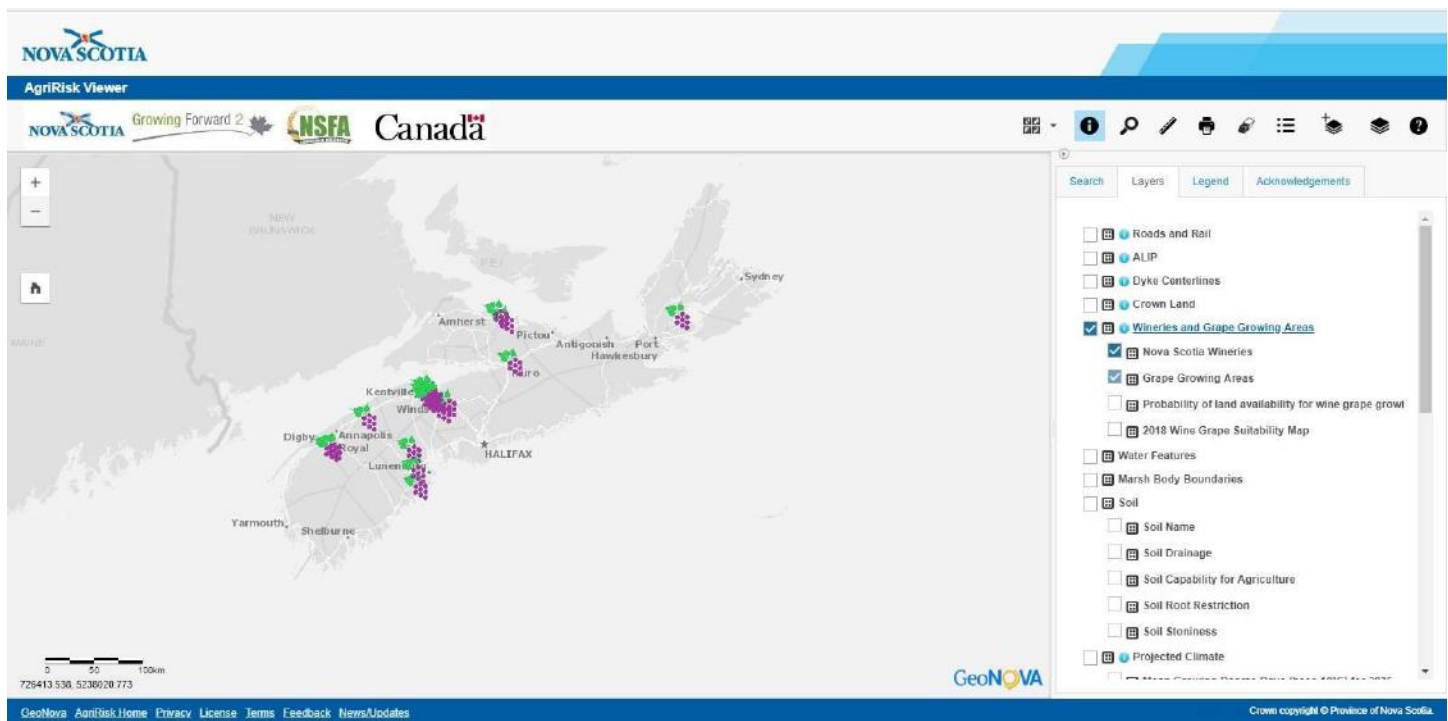 NOVA SCOTIA
AgriRisk Viewer
NOVA SCOTIA Growing Forward 2 NSFA Canada
Search Layers Legend Acknowledgements
NEW
BRUNSWICK
MAINE
P.E.I.
Sydney
Amherst
Pictou
Antigonish Port
Hawkesbury
Truro
Kentville
Winds
Digby Annapolis
Royal
HALIFAX
Lunen
Yarmouth
Shelburne
0 50 100km
726413.538, 5238020.773
GeoNOVA
Roads and Rail
ALIP
Dyke Centerlines
Crown Land
Wineries and Grape Growing Areas
Nova Scotia Wineries
Grape Growing Areas
Probability of land availability for wine grape growi
2018 Wine Grape Suitability Map
Water Features
Marsh Body Boundaries
Soil
Soil Name
Soil Drainage
Soil Capability for Agriculture
Soil Root Restriction
Soil Stoniness
Projected Climate
GeoNova AgriRisk Home Privacy License Terms Feedback News/Updates
Crown copyright © Province of Nova Scotia.